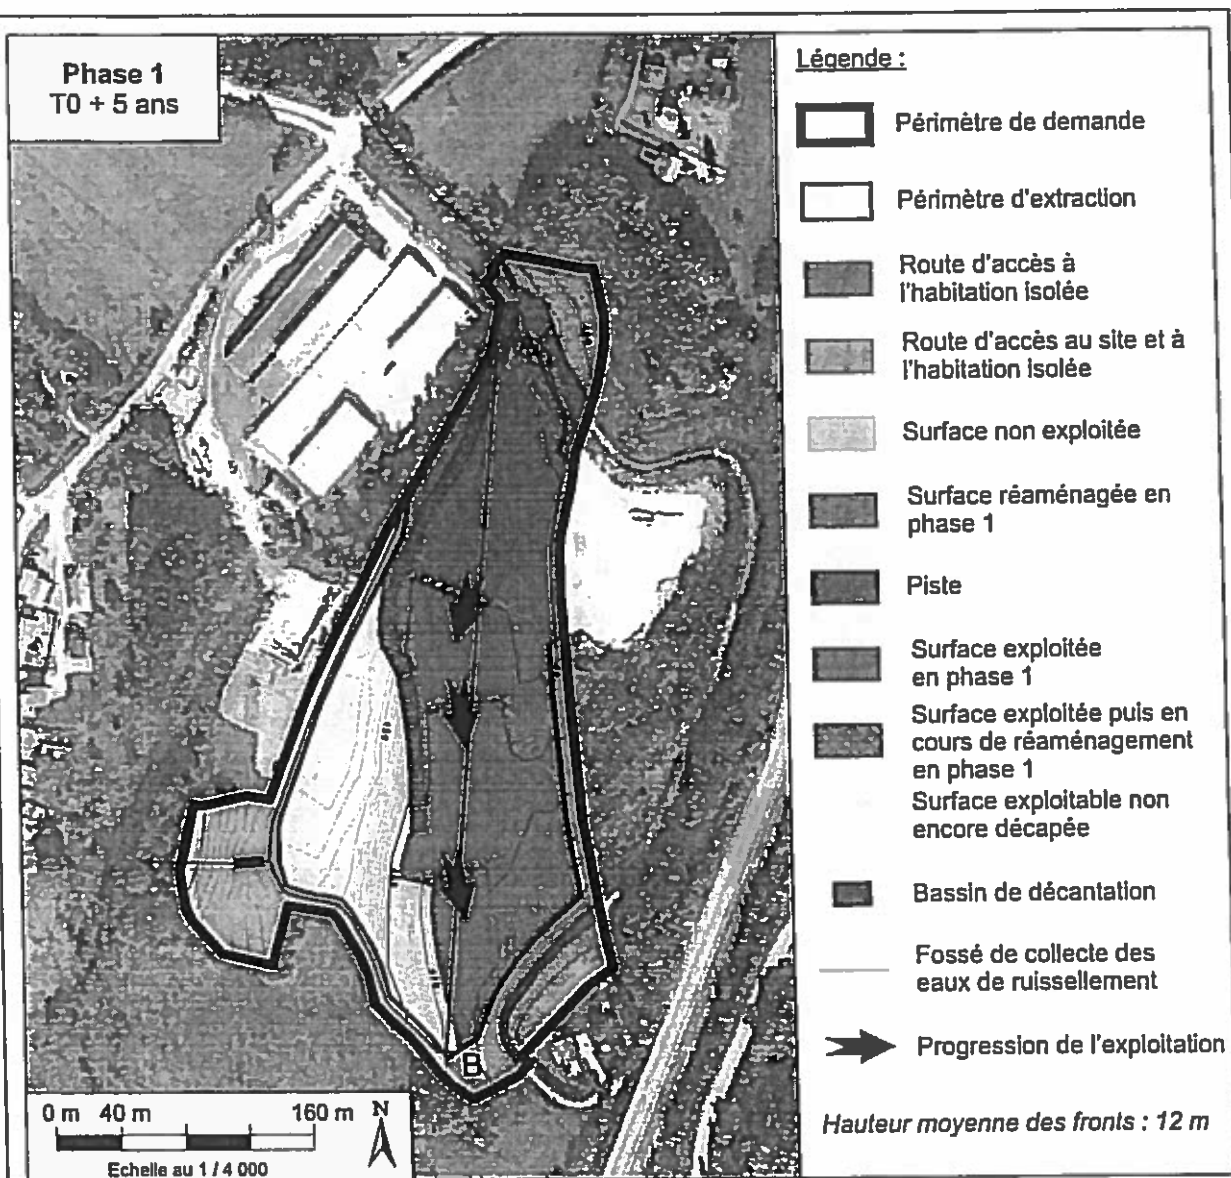 Phase 1
T0 + 5 ans
Légende :
Périmètre de demande
Périmètre d'extraction
Route d'accès à
l'habitation isolée
Route d'accès au site et à
l'habitation isolée
Surface non exploitée
Surface réaménagée en
phase 1
Piste
Surface exploitée
en phase 1
Surface exploitée puis en
cours de réaménagement
en phase 1
Surface exploitable non
encore décapée
Bassin de décantation
Fossé de collecte des
eaux de ruissellement
Progression de l'exploitation
Hauteur moyenne des fronts : 12 m
B
0 m 40 m 160 m N
Echelle au 1 / 4 000